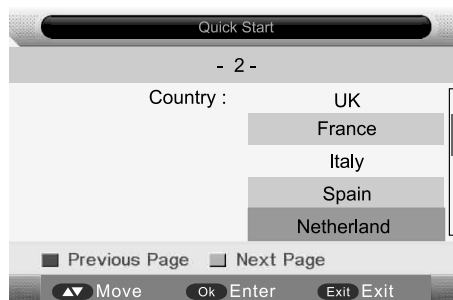 Quick Start
- 2 -
Country : UK
France
Italy
Spain
Netherland
Previous Page Next Page
Move Ok Enter Exit Exit